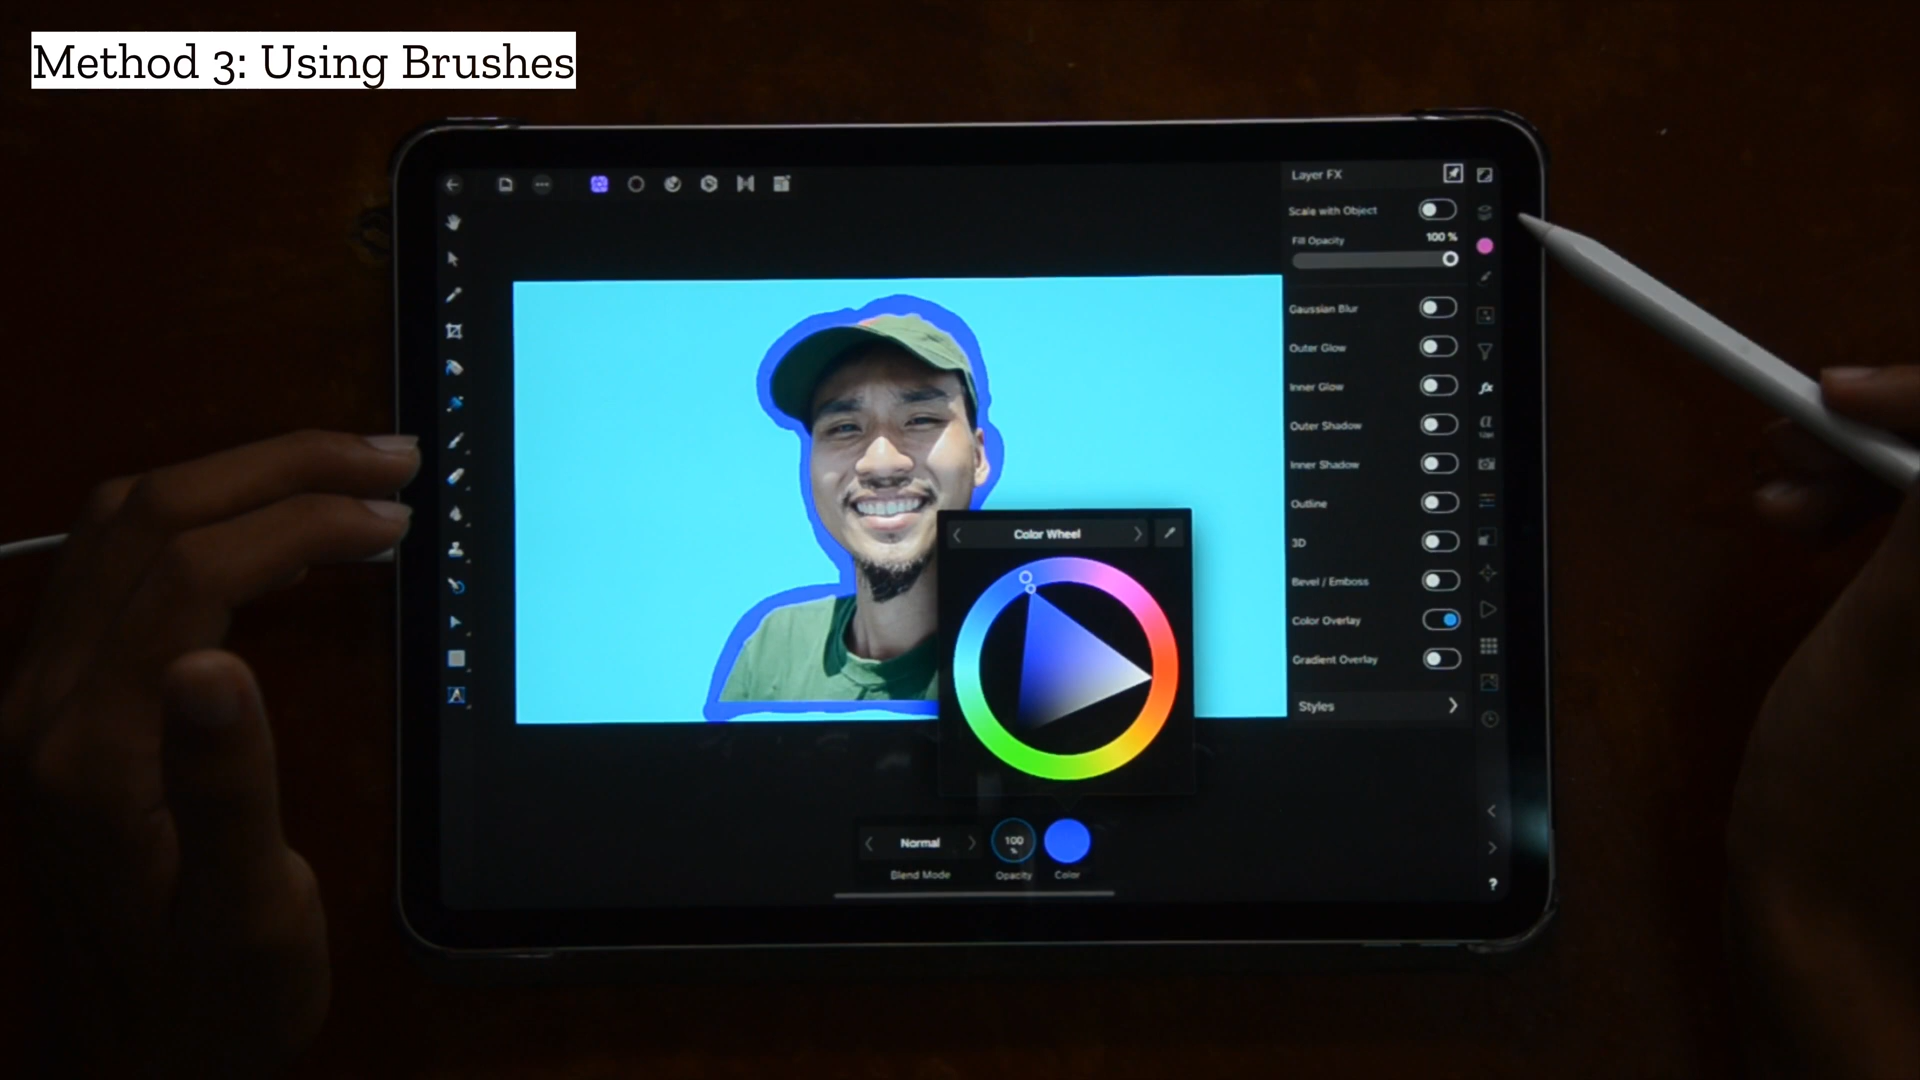 Method 3: Using Brushes
Layer FX
Scale with Object
Fill Opacity
100 %
Gaussian Blur
Outer Glow
Inner Glow
fx
Outer Shadow
Inner Shadow
Outline
3D
Bevel / Emboss
Color Overlay
Gradient Overlay
Styles
Color Wheel
Normal
100
%
Blend Mode
Opacity
Color
?
A